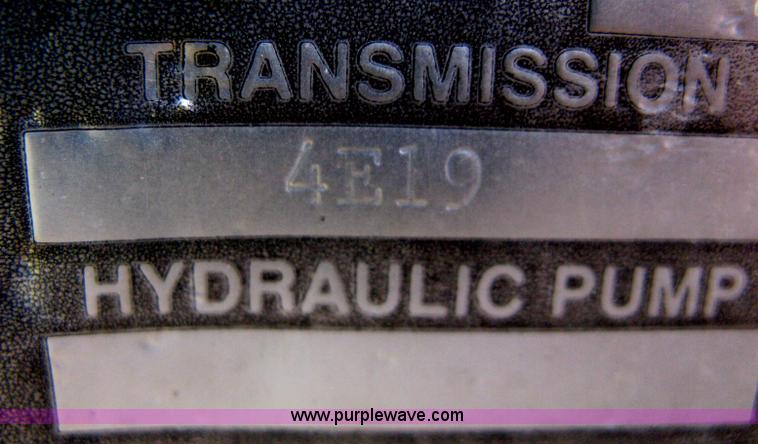 TRANSMISSION
4E19
HYDRAULIC PUMP
www.purplewave.com